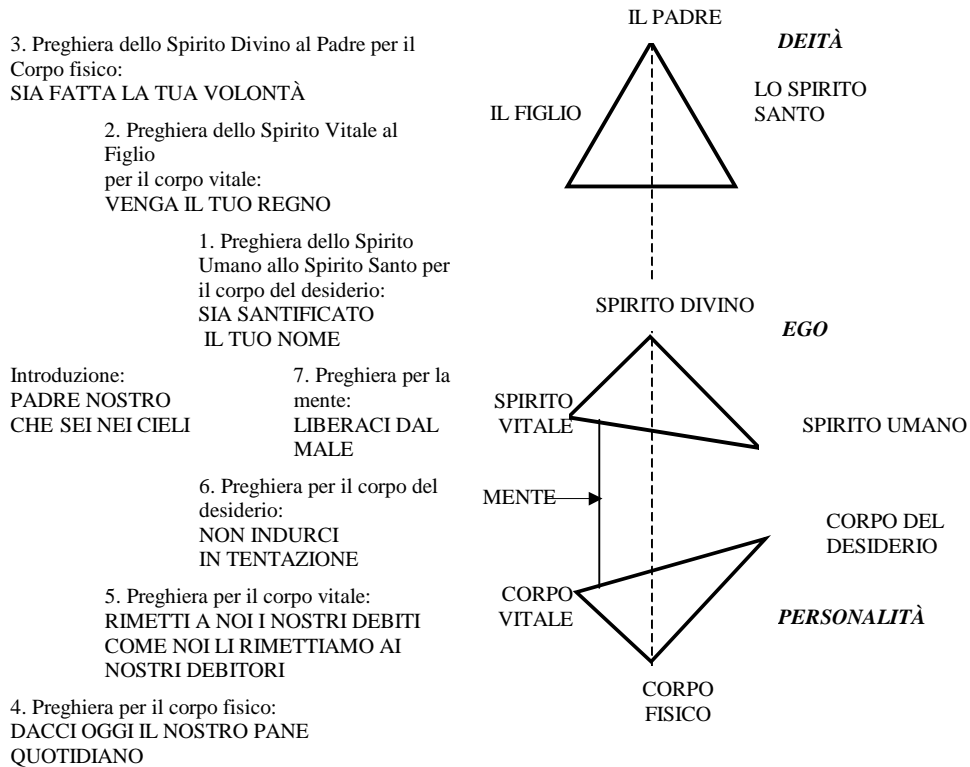 3. Preghiera dello Spirito Divino al Padre per il
Corpo fisico:
SIA FATTA LA TUA VOLONTÀ
2. Preghiera dello Spirito Vitale al
Figlio
per il corpo vitale:
VENGA IL TUO REGNO
1. Preghiera dello Spirito
Umano allo Spirito Santo per
il corpo del desiderio:
SIA SANTIFICATO
IL TUO NOME
Introduzione:
PADRE NOSTRO
CHE SEI NEI CIELI
7. Preghiera per la
mente:
LIBERACI DAL
MALE
6. Preghiera per il corpo del
desiderio:
NON INDURCI
IN TENTAZIONE
5. Preghiera per il corpo vitale:
RIMETTI A NOI I NOSTRI DEBITI
COME NOI LI RIMETTIAMO AI
NOSTRI DEBITORI
4. Preghiera per il corpo fisico:
DACCI OGGI IL NOSTRO PANE
QUOTIDIANO
IL PADRE
DEITÀ
IL FIGLIO
LO SPIRITO
SANTO
SPIRITO DIVINO
EGO
SPIRITO
VITALE
SPIRITO UMANO
MENTE
CORPO DEL
DESIDERIO
CORPO
VITALE
PERSONALITÀ
CORPO
FISICO